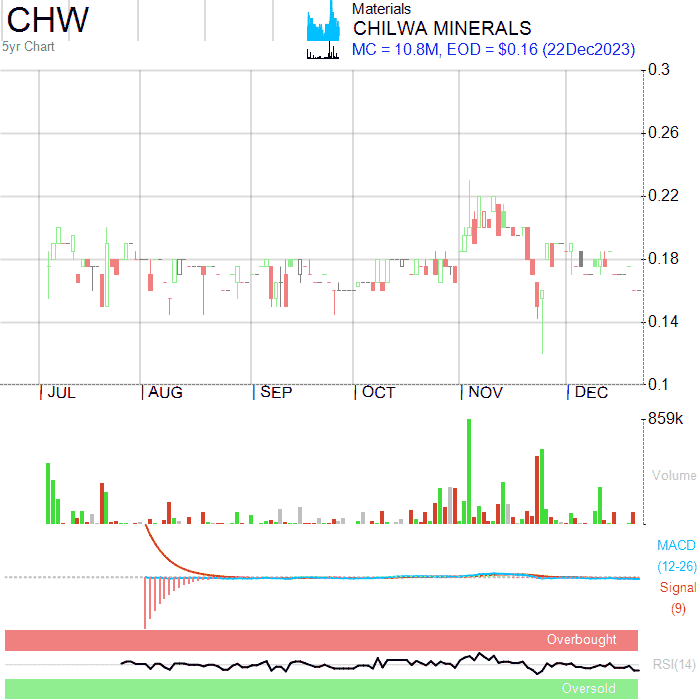 CHW
5yr Chart
Materials
CHILWA MINERALS
MC = 10.8M, EOD = $0.16 (22Dec2023)
0.3
0.26
0.22
0.18
0.14
0.1
JUL AUG SEP OCT NOV DEC
859k
Volume
MACD
(12-26)
Signal
(9)
Overbought
RSI(14)
Oversold